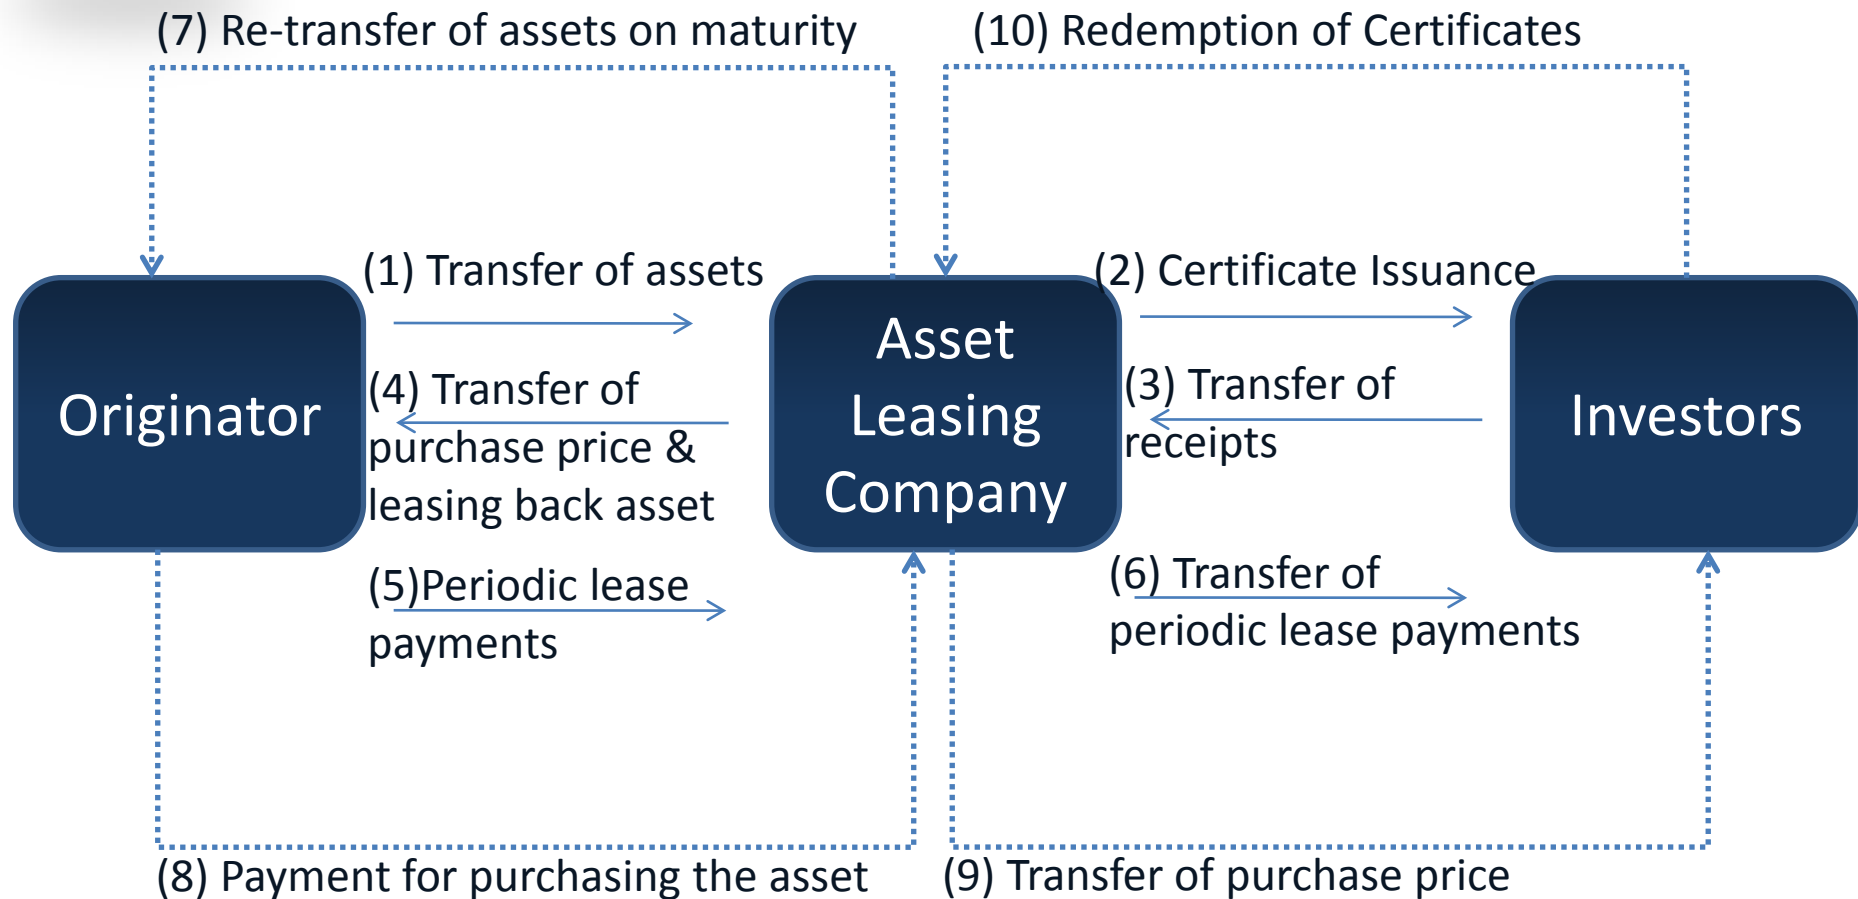 (7) Re-transfer of assets on maturity
(10) Redemption of Certificates
(1) Transfer of assets
(2) Certificate Issuance
Originator
(4) Transfer of
purchase price &
leasing back asset
Asset
Leasing
Company
(3) Transfer of
receipts
Investors
(5)Periodic lease
payments
(6) Transfer of
periodic lease payments
(8) Payment for purchasing the asset
(9) Transfer of purchase price